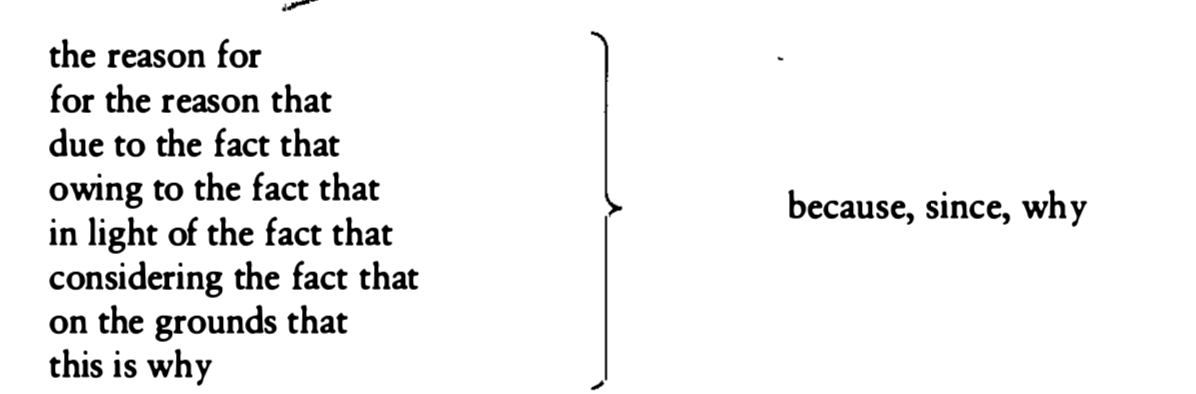 the reason for
for the reason that
due to the fact that
owing to the fact that
in light of the fact that
considering the fact that
on the grounds that
this is why
because, since, why